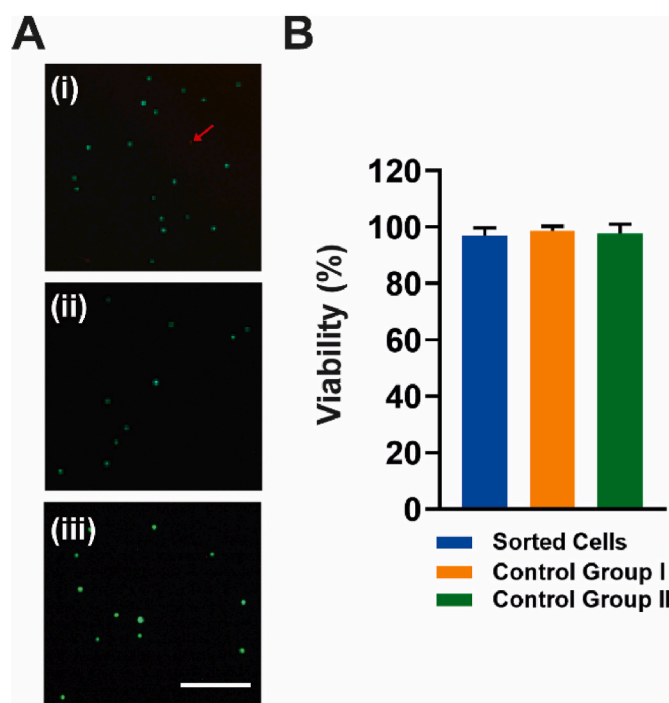 A
B
(i)
(ii)
(iii)
Viability (%)
120
100
80
60
40
20
0
Sorted Cells
Control Group I
Control Group II